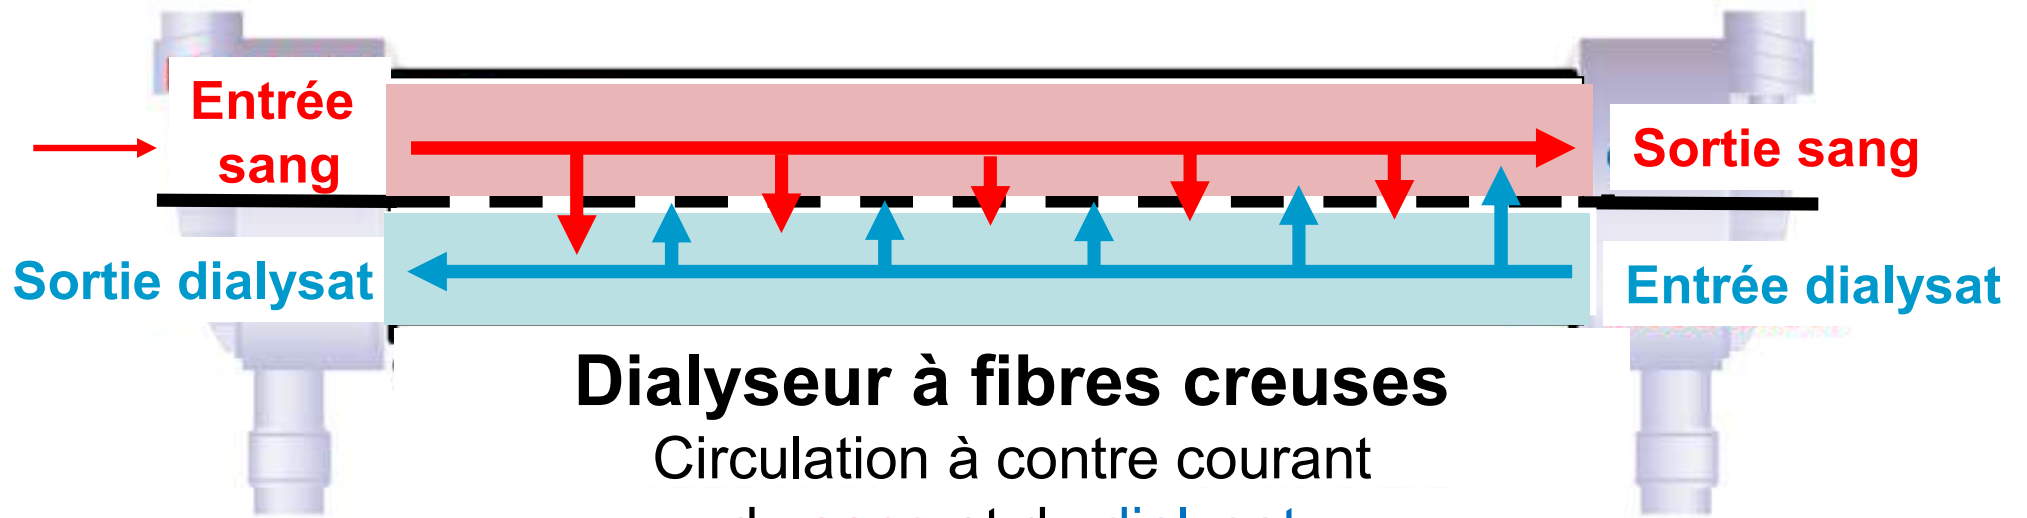 Entrée
sang
Sortie sang
Sortie dialysat
Entrée dialysat
Dialyseur à fibres creuses
Circulation à contre courant